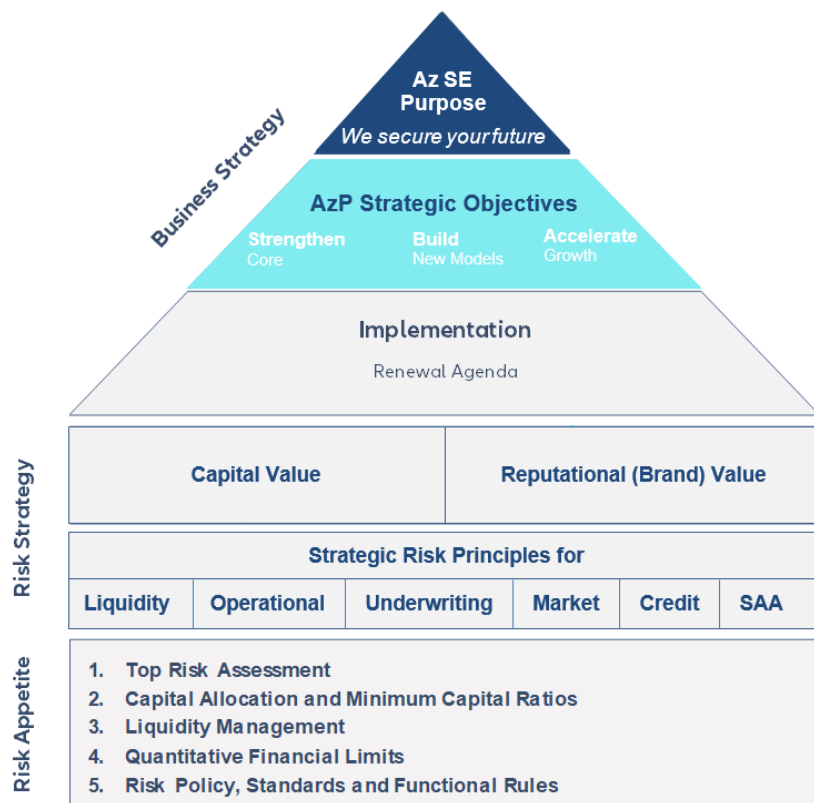 Az SE
Purpose
We secure your future
Business Strategy
AzP Strategic Objectives
Strengthen
Core
Build
New Models
Accelerate
Growth
Implementation
Renewal Agenda
Risk Strategy
Capital Value
Reputational (Brand) Value
Strategic Risk Principles for
Liquidity
Operational
Underwriting
Market
Credit
SAA
Risk Appetite
1. Top Risk Assessment
2. Capital Allocation and Minimum Capital Ratios
3. Liquidity Management
4. Quantitative Financial Limits
5. Risk Policy, Standards and Functional Rules